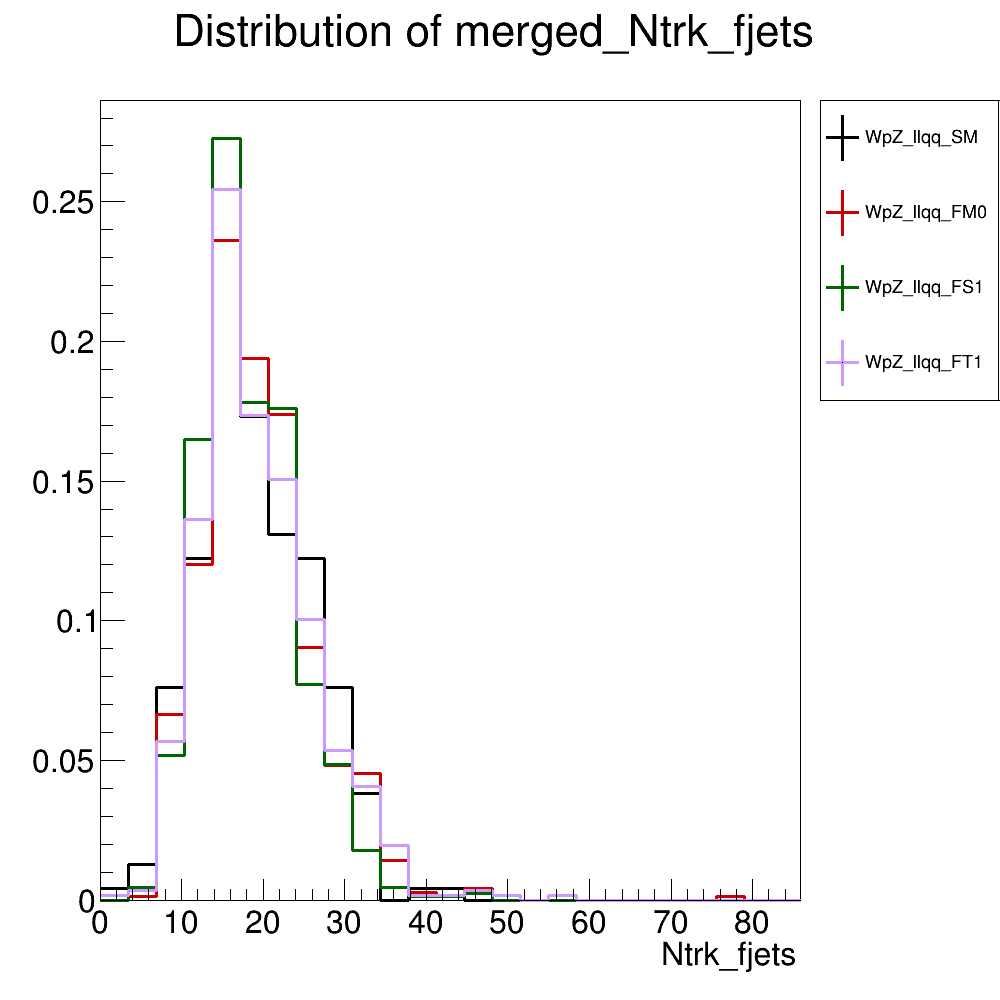 Distribution of merged_Ntrk_fjets
WpZ_llqq_SM
WpZ_llqq_FM0
WpZ_llqq_FS1
WpZ_llqq_FT1
0.25
0.2
0.15
0.1
0.05
0
0 10 20 30 40 50 60 70 80
Ntrk_fjets